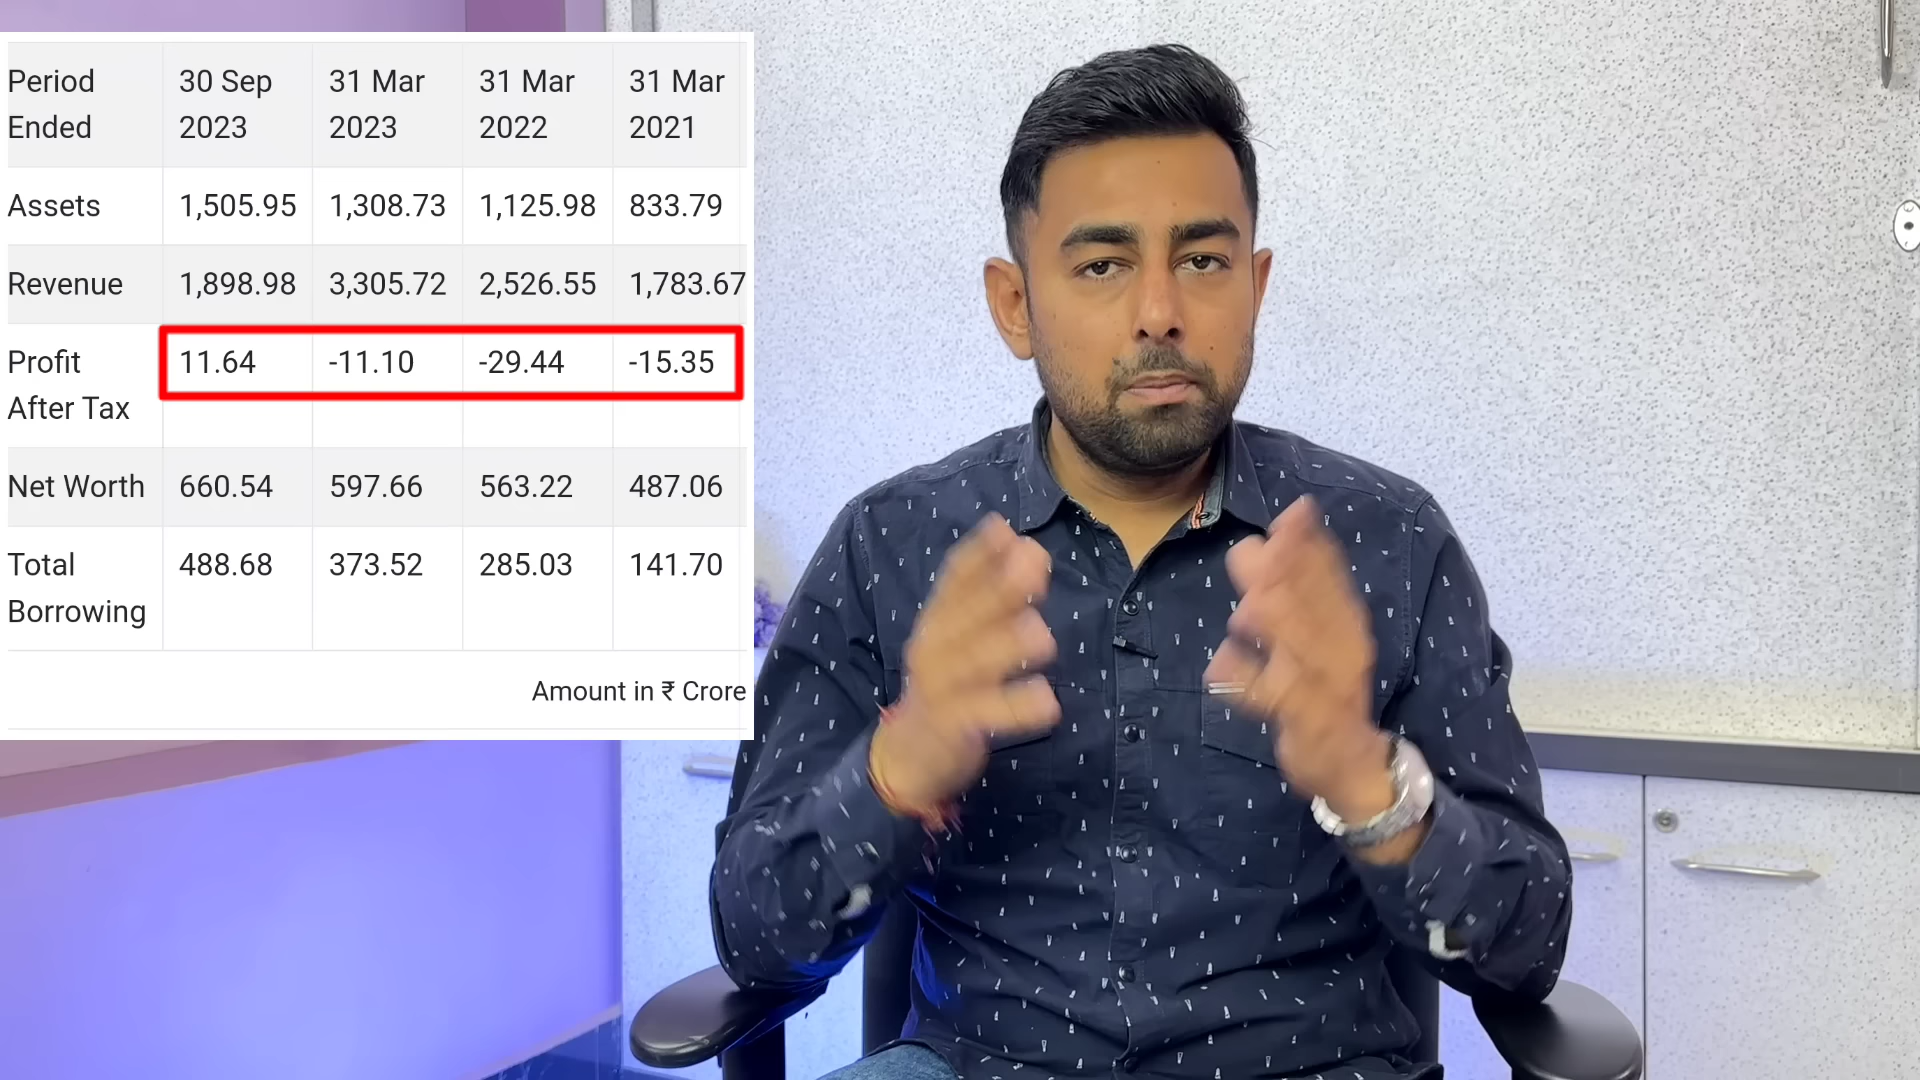 Period Ended 30 Sep 2023 31 Mar 2023 31 Mar 2022 31 Mar 2021
Assets 1,505.95 1,308.73 1,125.98 833.79
Revenue 1,898.98 3,305.72 2,526.55 1,783.67
Profit After Tax 11.64 -11.10 -29.44 -15.35
Net Worth 660.54 597.66 563.22 487.06
Total Borrowing 488.68 373.52 285.03 141.70
Amount in ₹ Crore